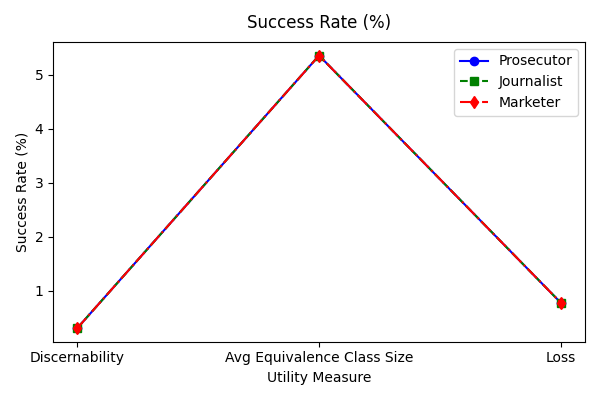 Success Rate (%)
Prosecutor
Journalist
Marketer
Success Rate (%)
5
4
3
2
1
Discernability
Avg Equivalence Class Size
Loss
Utility Measure